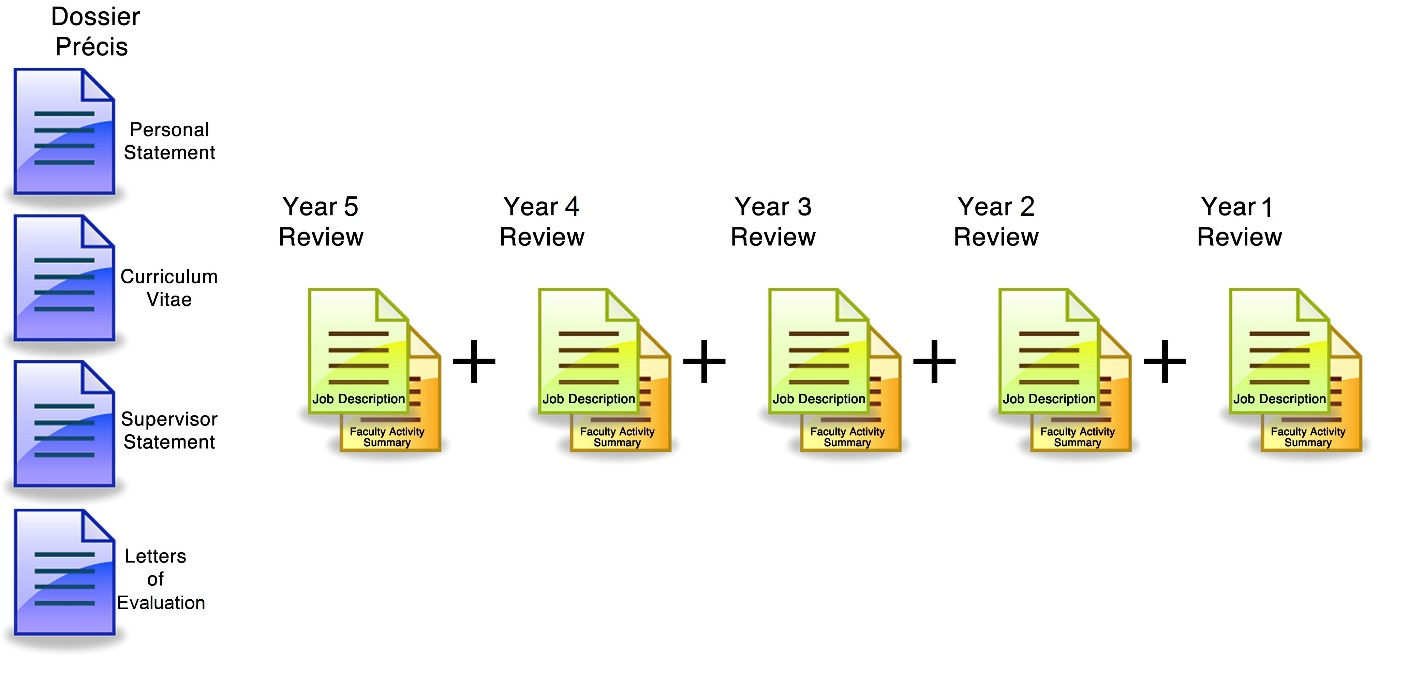 Dossier
Précis
Personal
Statement
Curriculum
Vitae
Supervisor
Statement
Letters
of
Evaluation
Year 5
Review
Job Description
Faculty Activity
Summary
+
Year 4
Review
Job Description
Faculty Activity
Summary
+
Year 3
Review
Job Description
Faculty Activity
Summary
+
Year 2
Review
Job Description
Faculty Activity
Summary
+
Year 1
Review
Job Description
Faculty Activity
Summary